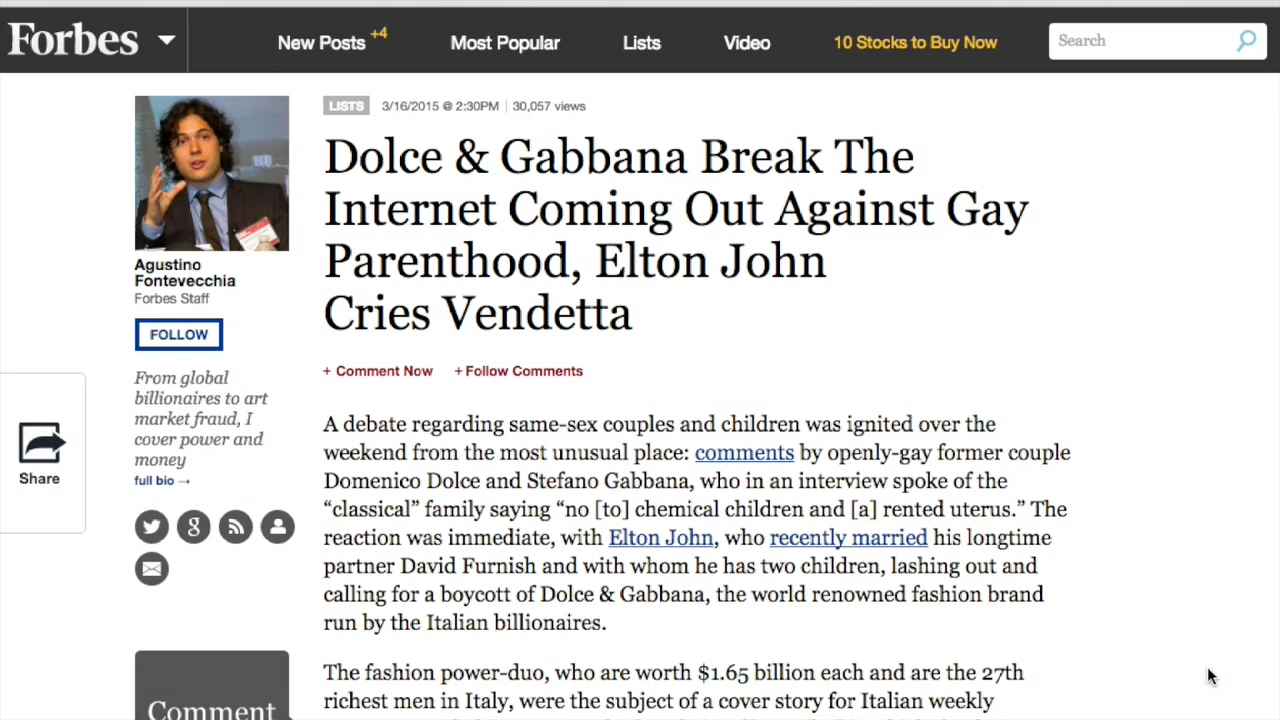 Forbes
New Posts +4
Most Popular
Lists
Video
10 Stocks to Buy Now
Search
LISTS 3/16/2015 @ 2:30PM 30,057 views
Dolce & Gabbana Break The
Internet Coming Out Against Gay
Parenthood, Elton John
Cries Vendetta
Agustino
Fontevecchia
Forbes Staff
FOLLOW
From global
billionaires to art
market fraud, I
cover power and
money
full bio →
g
Share
Comment
+ Comment Now + Follow Comments
A debate regarding same-sex couples and children was ignited over the
weekend from the most unusual place: comments by openly-gay former couple
Domenico Dolce and Stefano Gabbana, who in an interview spoke of the
“classical” family saying “no [to] chemical children and [a] rented uterus.” The
reaction was immediate, with Elton John, who recently married his longtime
partner David Furnish and with whom he has two children, lashing out and
calling for a boycott of Dolce & Gabbana, the world renowned fashion brand
run by the Italian billionaires.
The fashion power-duo, who are worth $1.65 billion each and are the 27th
richest men in Italy, were the subject of a cover story for Italian weekly